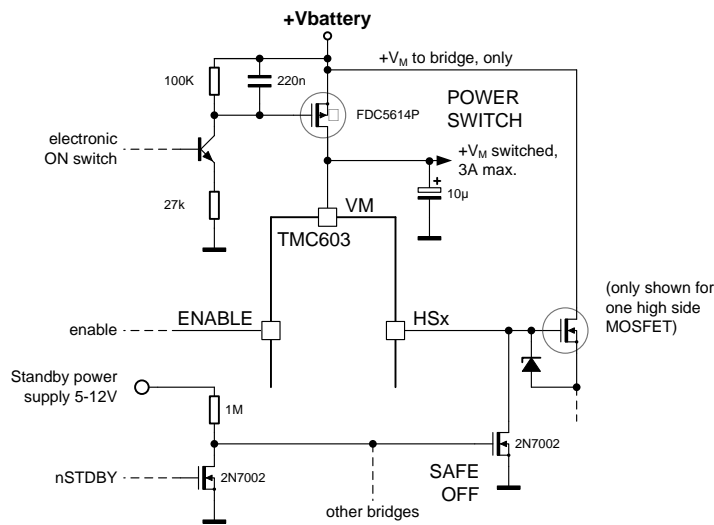 +Vbattery
+VM to bridge, only
100K
220n
FDC5614P
POWER
SWITCH
electronic
ON switch
+VM switched,
3A max.
+
10µ
27k
VM
TMC603
(only shown for
one high side
MOSFET)
enable
ENABLE
HSx
Standby power
supply 5-12V
1M
2N7002
nSTDBY
2N7002
SAFE
OFF
other bridges